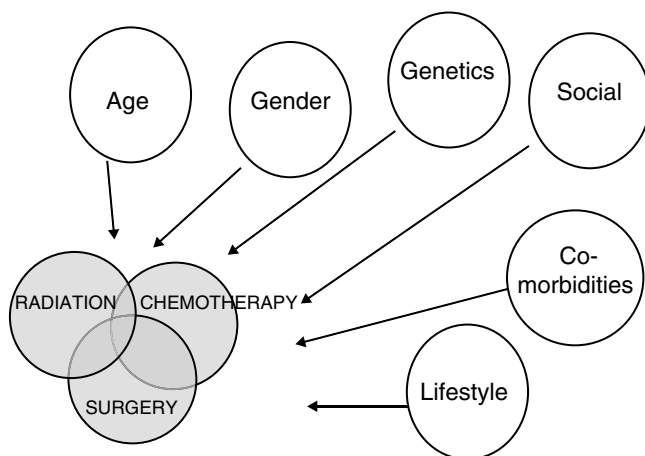 Age
Gender
Genetics
Social
Co-
morbidities
Lifestyle
RADIATION
CHEMOTHERAPY
SURGERY